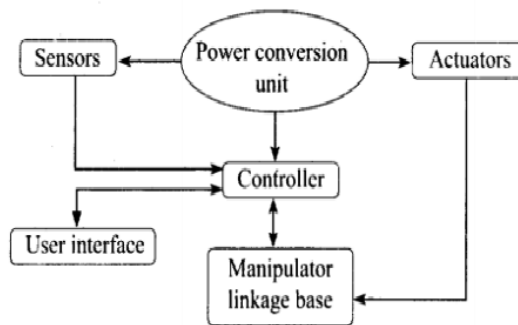 Sensors
Power conversion
unit
Actuators
Controller
User interface
Manipulator
linkage base